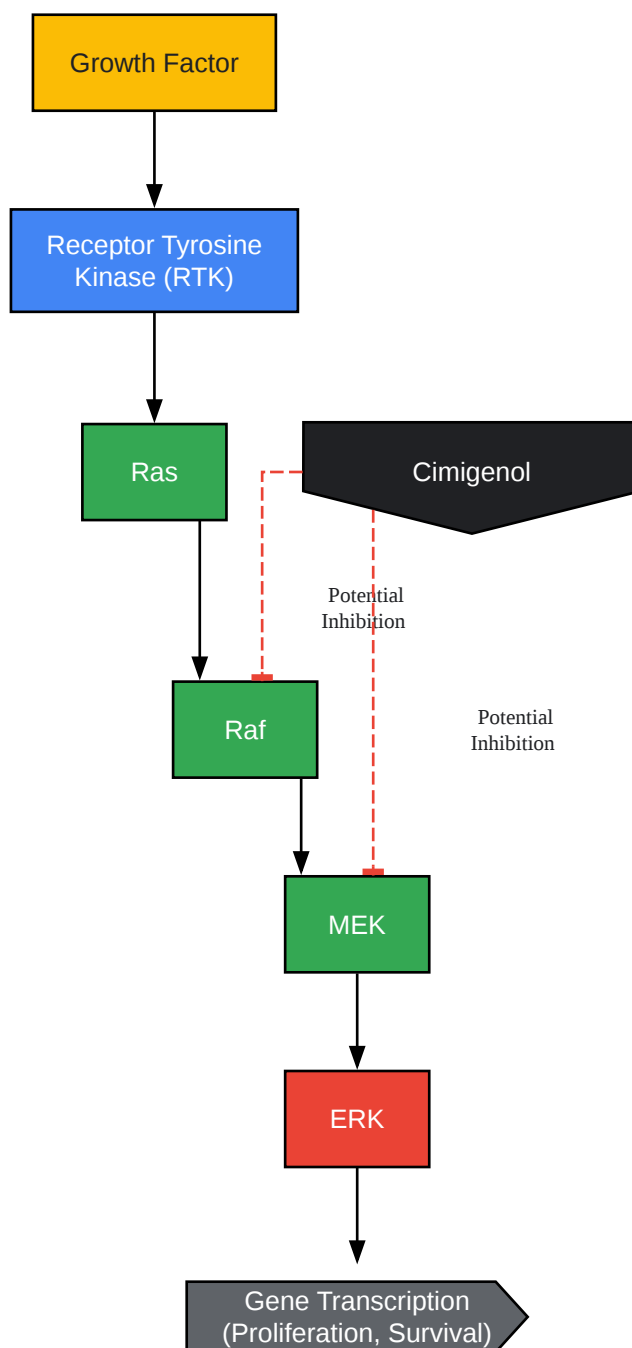 Growth Factor
Receptor Tyrosine
Kinase (RTK)
Ras
Cimigenol
Potential
Inhibition
Raf
Potential
Inhibition
MEK
ERK
Gene Transcription
(Proliferation, Survival)